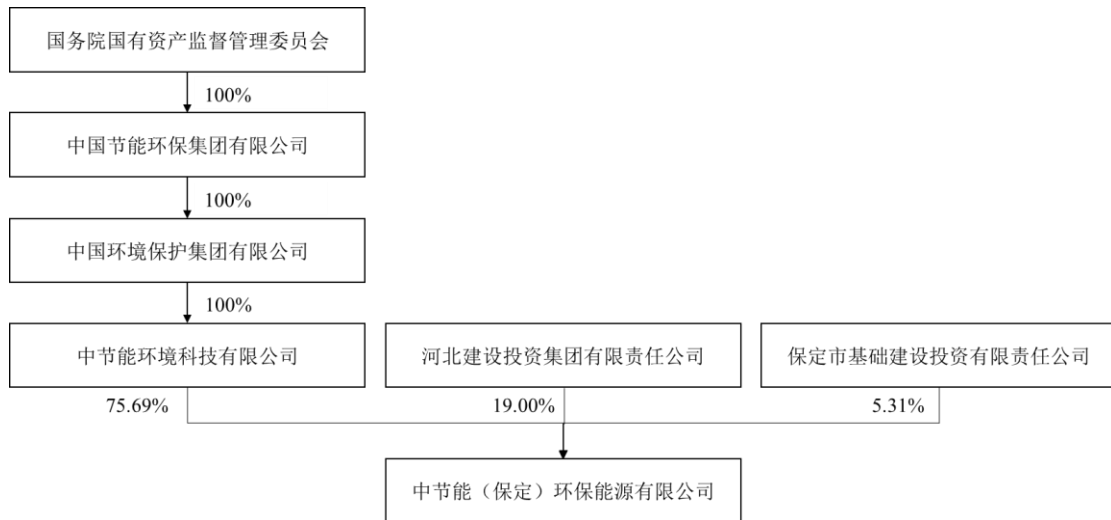 国务院国有资产监督管理委员会
100%
中国节能环保集团有限公司
100%
中国环境保护集团有限公司
100%
中节能环境科技有限公司
河北建设投资集团有限责任公司
保定市基础建设投资有限责任公司
75.69%
19.00%
5.31%
中节能（保定）环保能源有限公司